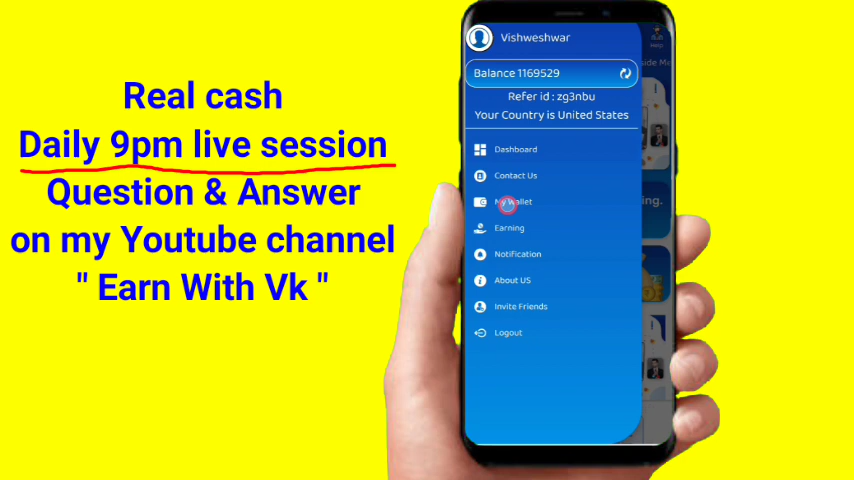 Real cash
Daily 9pm live session
Question & Answer
on my Youtube channel
" Earn With Vk "
Vishweshwar
Balance 1169529
Refer id : zg3nbu
Your Country is United States
Dashboard
Contact Us
My Wallet
Earning
Notification
About US
Invite Friends
Logout
Help
ing.